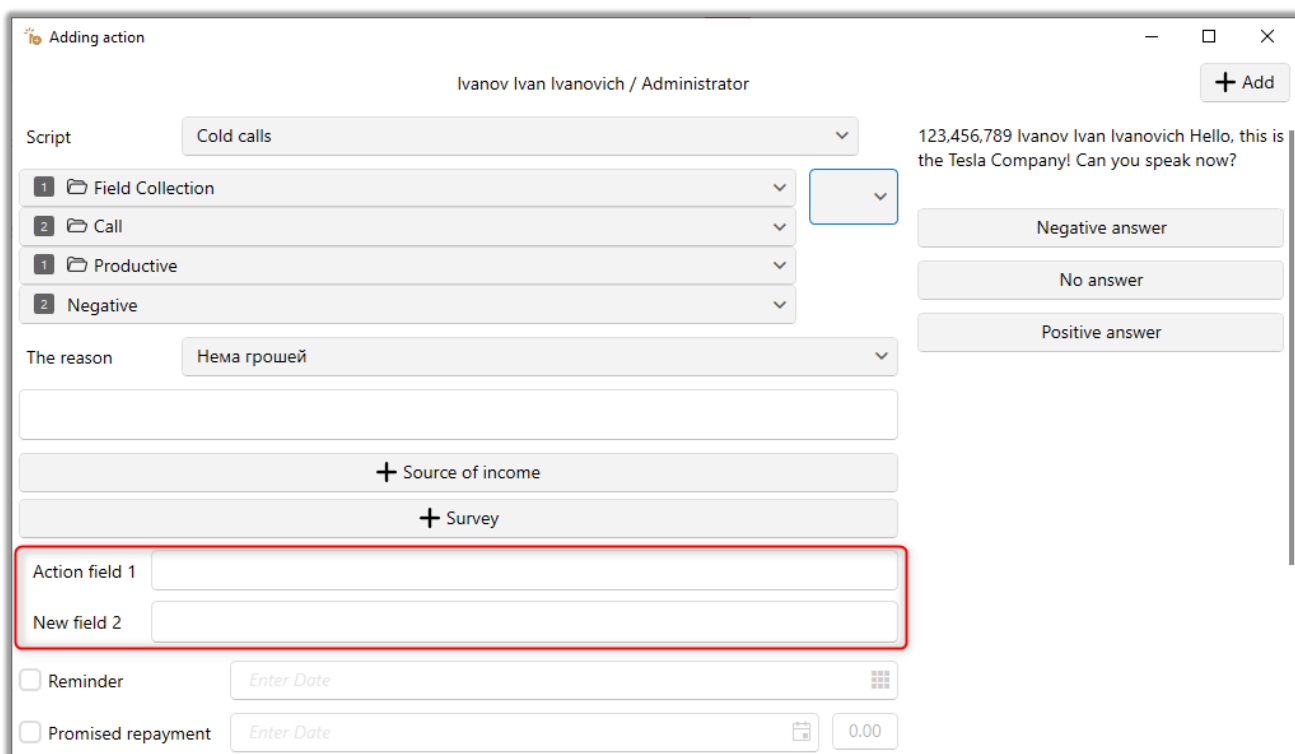 Adding action
Ivanov Ivan Ivanovich / Administrator
Add
Script
Cold calls
1 Field Collection
2 Call
1 Productive
2 Negative
The reason
Нема грошей
Source of income
Survey
Action field 1
New field 2
Reminder
Enter Date
Promised repayment
Enter Date
0.00
123,456,789 Ivanov Ivan Ivanovich Hello, this is
the Tesla Company! Can you speak now?
Negative answer
No answer
Positive answer